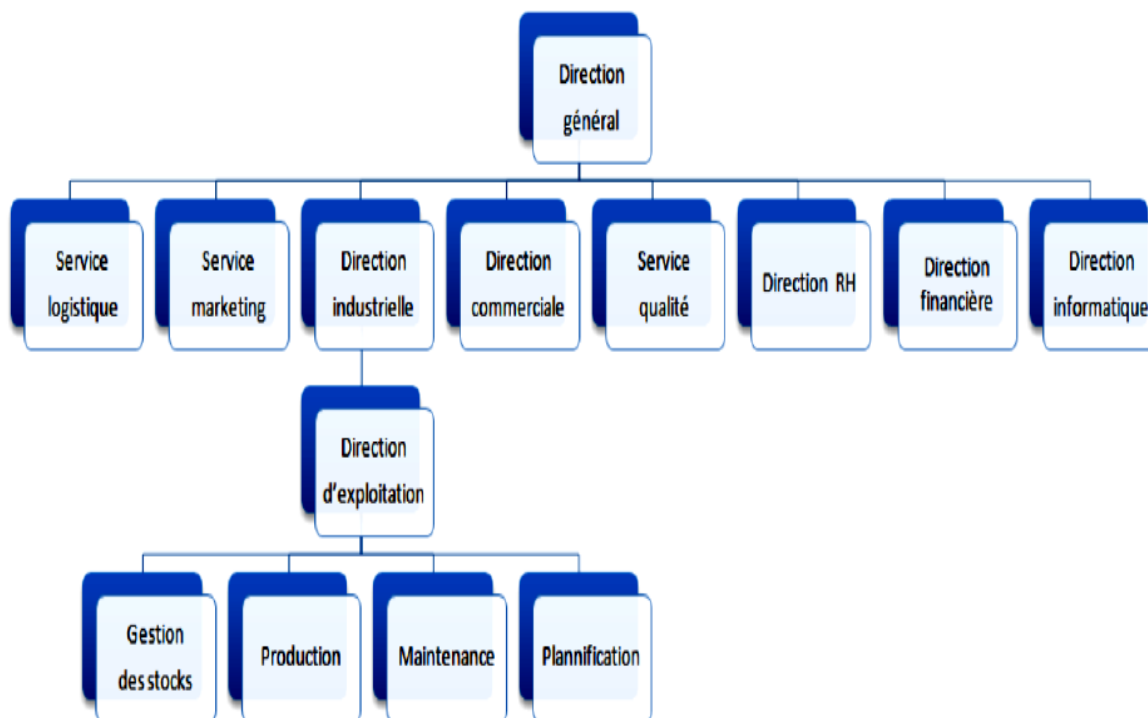 Direction
général
Service
logistique
Service
marketing
Direction
industrielle
Direction
commerciale
Service
qualité
Direction RH
Direction
financière
Direction
informatique
Direction
d'exploitation
Gestion
des stocks
Production
Maintenance
Plannification